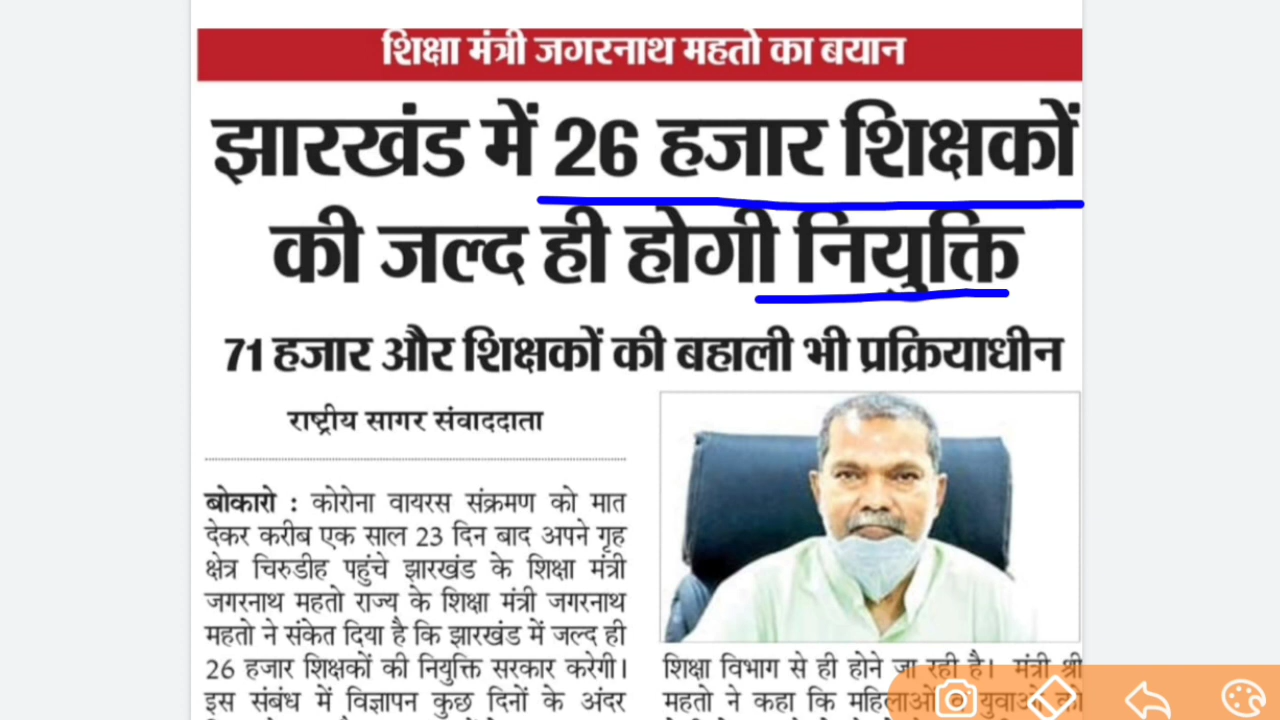 शिक्षा मंत्री जगरनाथ महतो का बयान
झारखंड में 26 हजार शिक्षकों
की जल्द ही होगी नियुक्ति
71 हजार और शिक्षकों की बहाली भी प्रक्रियाधीन
राष्ट्रीय सागर संवाददाता
बोकारो : कोरोना वायरस संक्रमण को मात
देकर करीब एक साल 23 दिन बाद अपने गृह
क्षेत्र चिरुडीह पहुंचे झारखंड के शिक्षा मंत्री
जगरनाथ महतो राज्य के शिक्षा मंत्री जगरनाथ
महतो ने संकेत दिया है कि झारखंड में जल्द ही
26 हजार शिक्षकों की नियुक्ति सरकार करेगी।
इस संबंध में विज्ञापन कुछ दिनों के अंदर
शिक्षा विभाग से ही होने जा रही है। मंत्री श्री
महतो ने कहा कि महिलाओं व युवाओं को